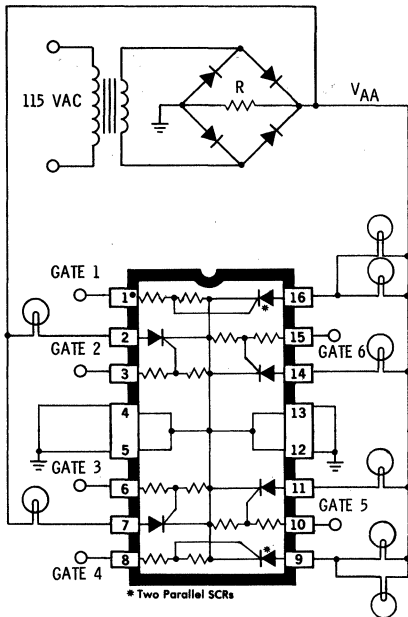 115 VAC
R
V_AA
GATE 1
1
16
*
2
15
GATE 2
GATE 6
3
14
4
13
5
12
GATE 3
6
11
GATE 5
7
10
8
9
*
GATE 4
* Two Parallel SCRs